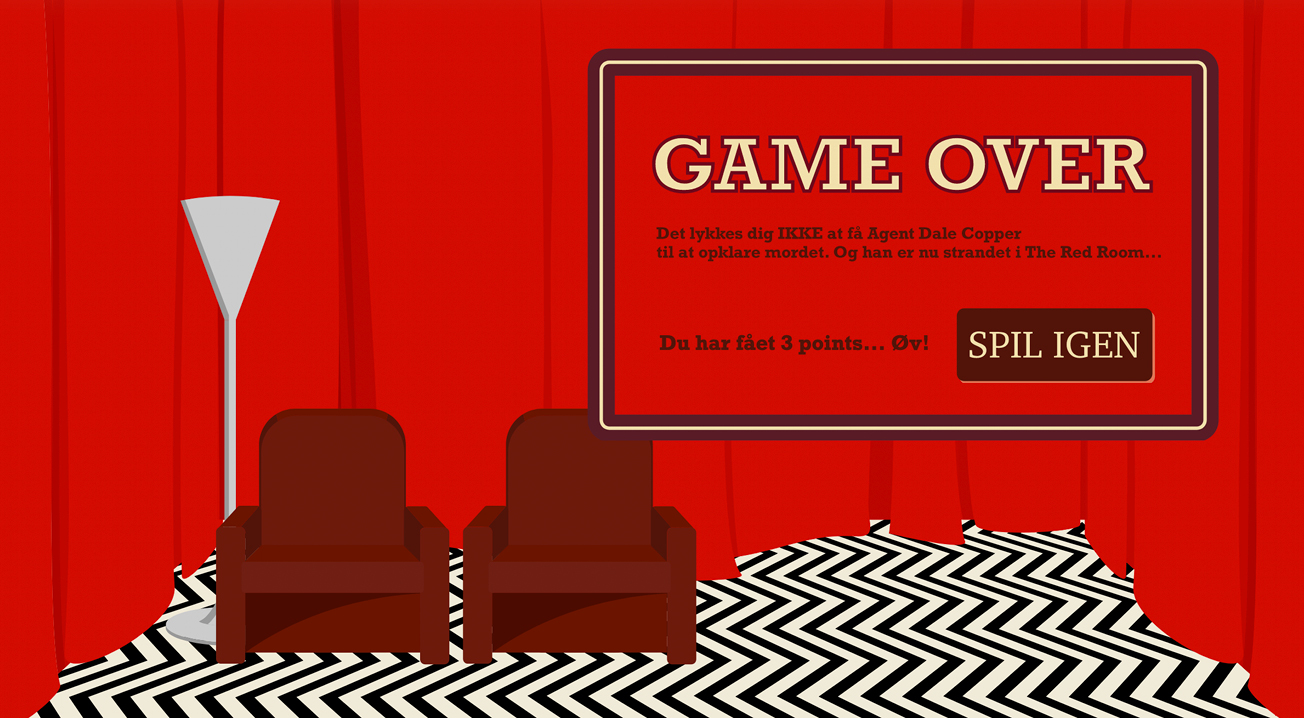 GAME OVER
Det lykkes dig IKKE at få Agent Dale Copper
til at opklare mordet. Og han er nu strandet i The Red Room...
Du har fået 3 points... Øv!
SPIL IGEN